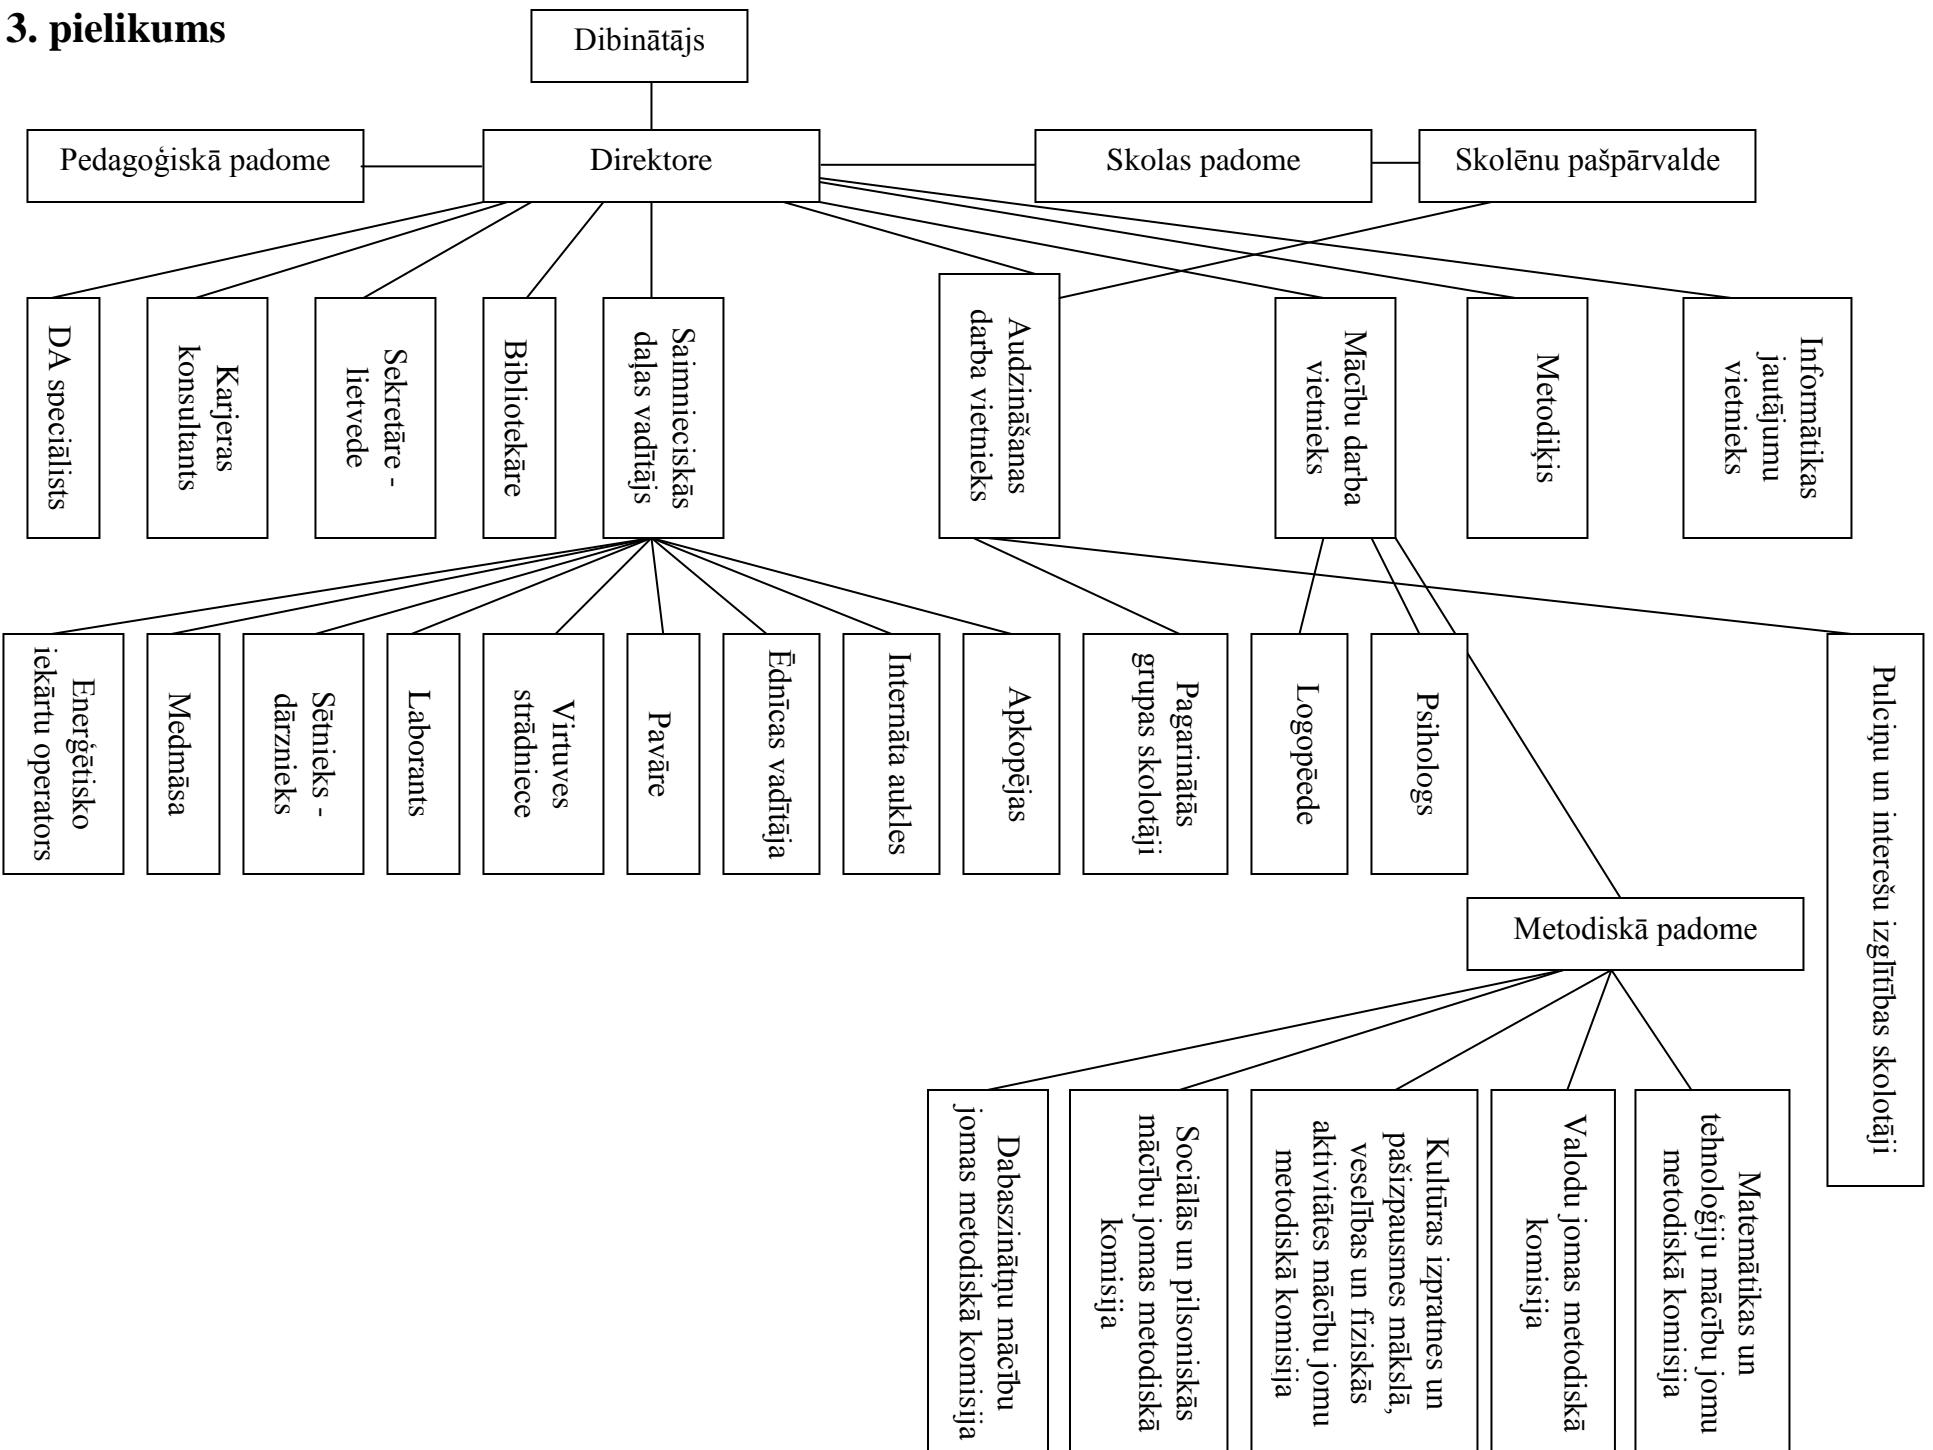 3. pielikums
Dibinātājs
Pedagoģiskā padome
Direktore
Skolas padome
Skolēnu pašpārvalde
DA speciālists
Karjeras
konsultants
Sekretāre -
lietvede
Bibliotekāre
Saimnieciskās
daļas vadītājs
Audzināšanas
darba vietnieks
Mācību darba
vietnieks
Metodiķis
Informātikas
jautājumu
vietnieks
Enerģētisko
iekārtu operators
Medmāsa
Sētnieks -
dārznieks
Laborants
Virtuves
strādniece
Pavāre
Ēdnīcas vadītāja
Internāta aukles
Apkopējas
Pagarinātās
grupas skolotāji
Logopēede
Psihologs
Pulciņu un interešu izglītības skolotāji
Metodiskā padome
Dabaszinātņu mācību
jomas metodiskā komisija
Sociālās un pilsoniskās
mācību jomas metodiskā
komisija
Kultūras izpratnes un
pašizpausmes mākslā,
veselības un fiziskās
aktivitātes mācību jomu
metodiskā komisija
Valodu jomas metodiskā
komisija
Matemātikas un
tehnoloģiju mācību jomu
metodiskā komisija